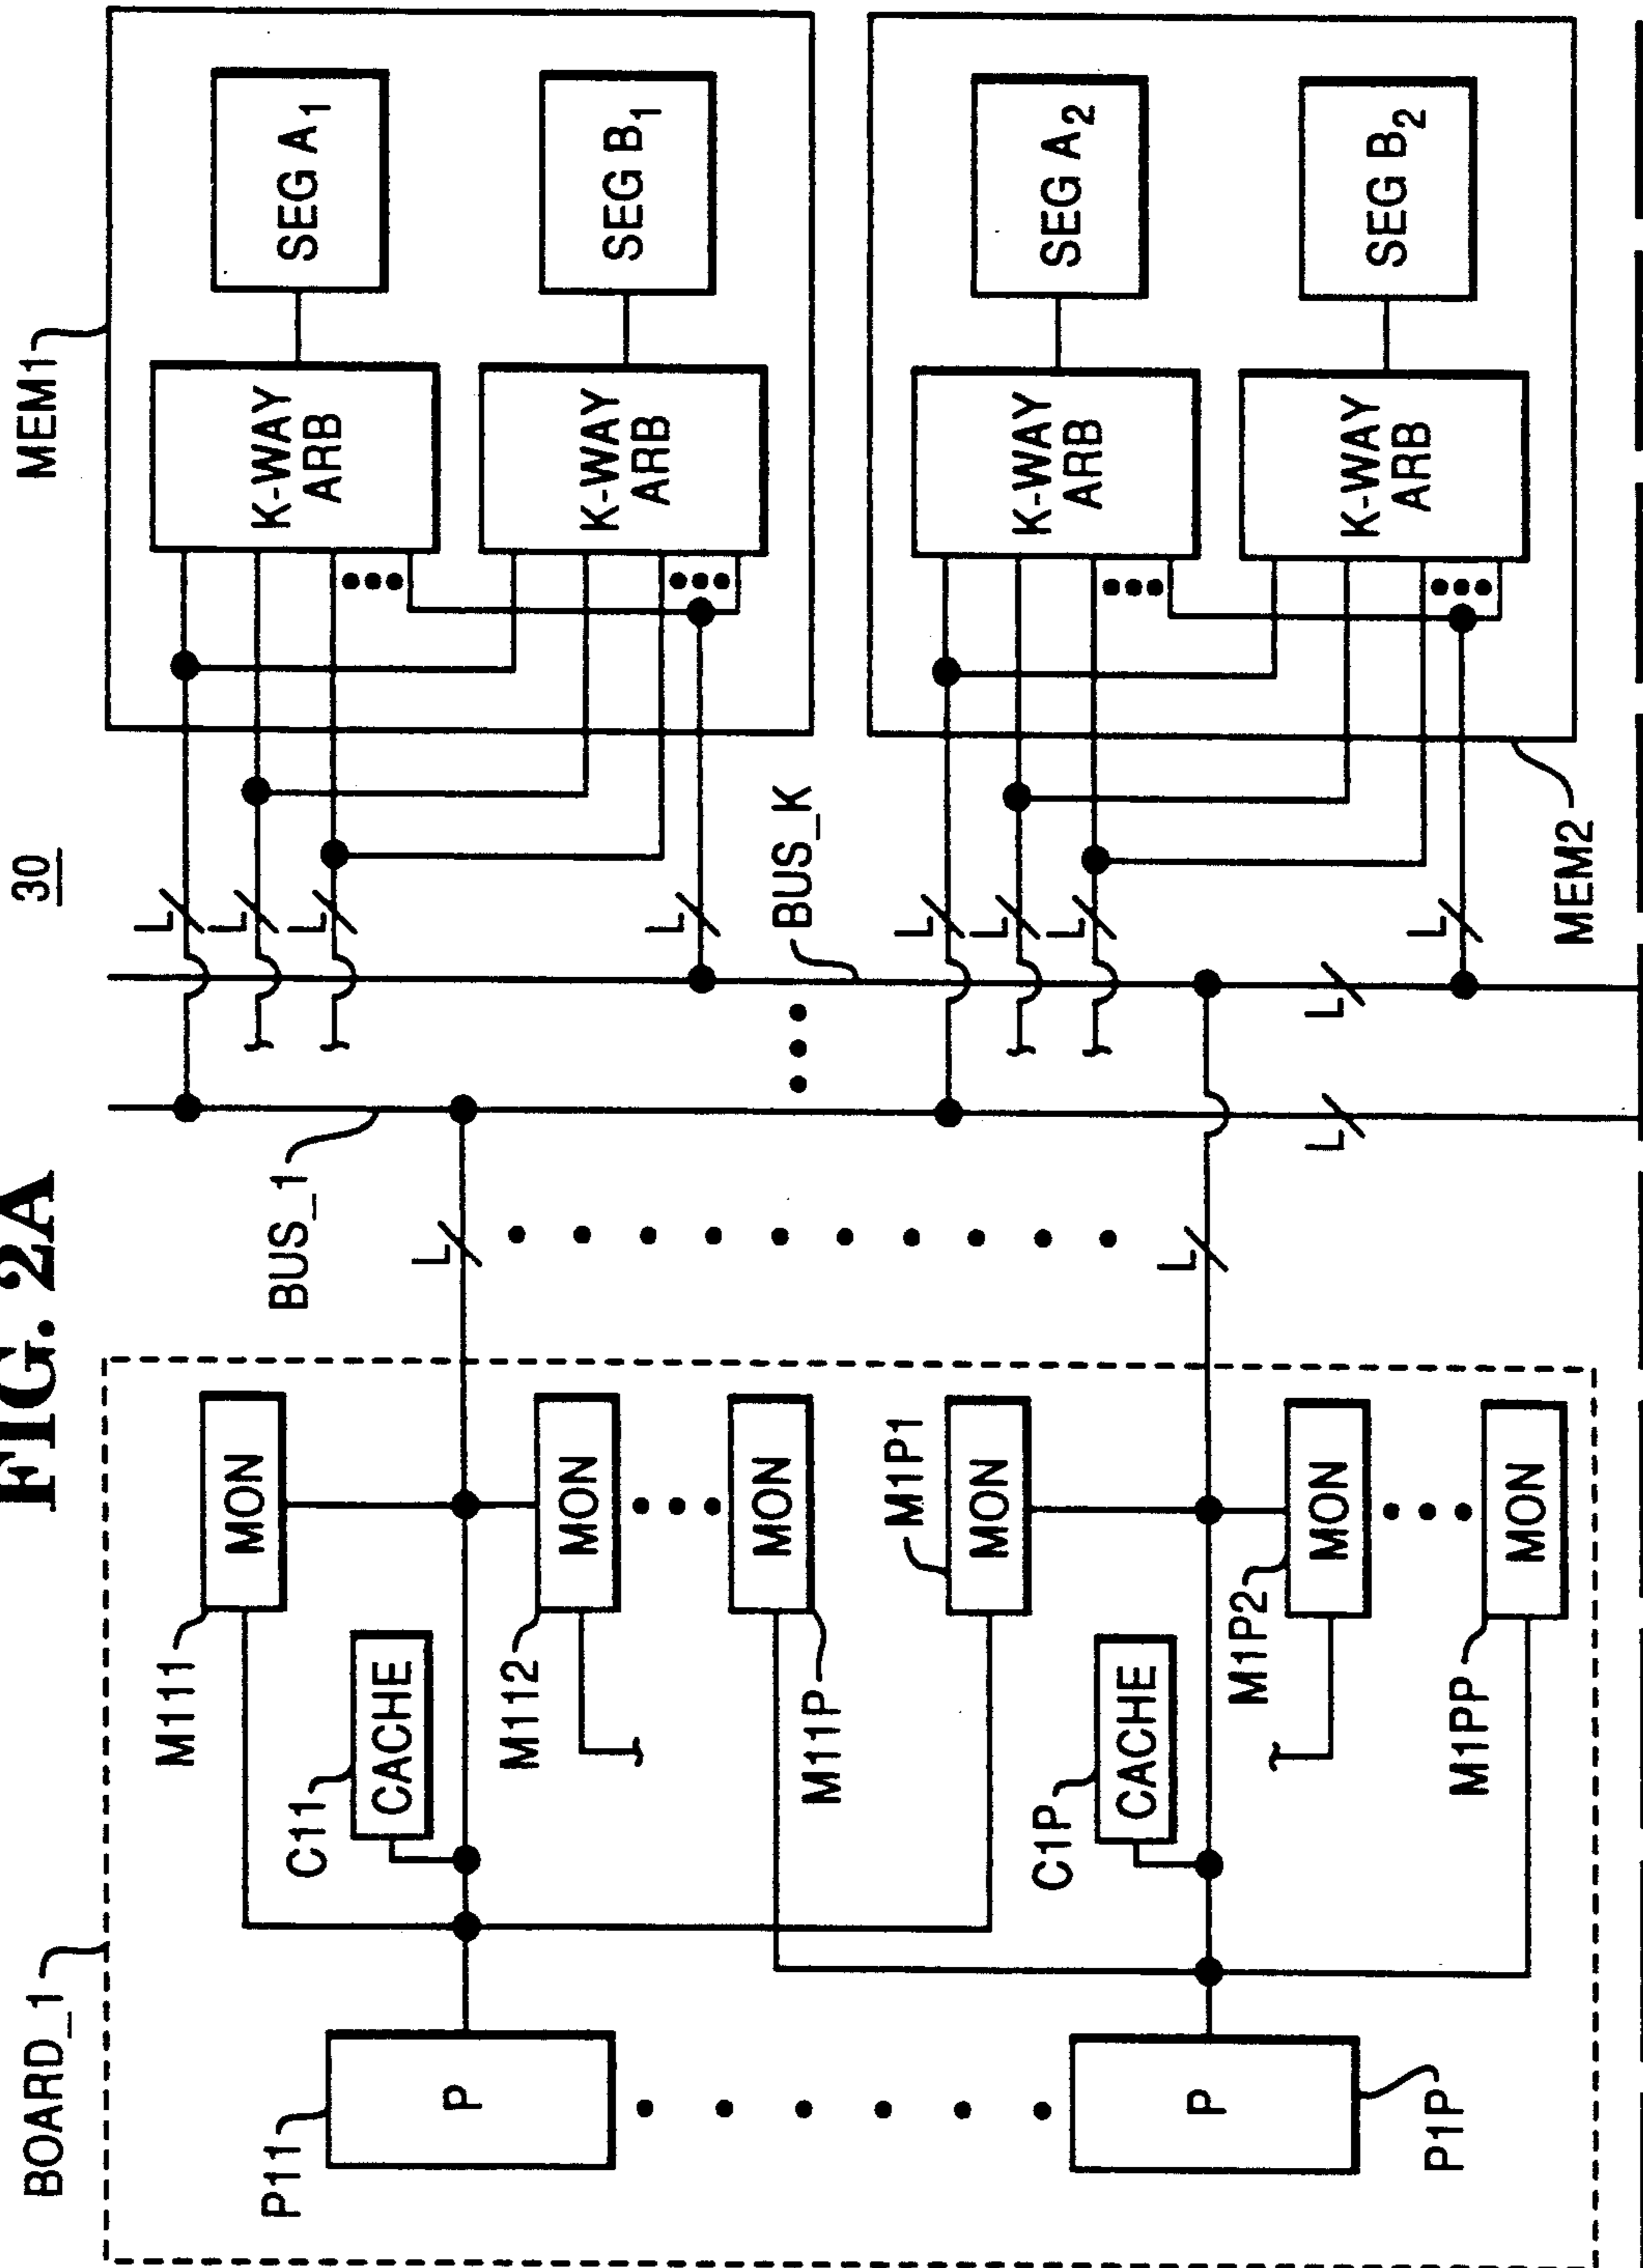 FIG. 2A
30
BOARD_1
P11
P
P1P
P
M111
MON
C11
CACHE
M112
MON
M11P
MON
M1P1
MON
C1P
CACHE
M1P2
MON
M1PP
MON
BUS_1
L
L
BUS_K
L
L
MEM1
L
L
L
L
K-WAY
ARB
SEG A1
K-WAY
ARB
SEG B1
MEM2
L
L
L
L
K-WAY
ARB
SEG A2
K-WAY
ARB
SEG B2